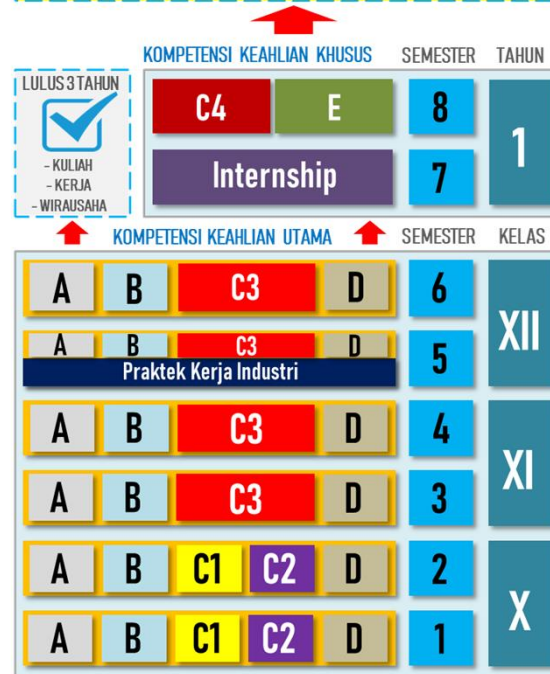 KOMPETENSI KEAHLIAN KHUSUS SEMESTER TAHUN
LULUS 3 TAHUN
- KULIAH
- KERJA
- WIRAUSAHA
C4 E 8
1
Internship 7
KOMPETENSI KEAHLIAN UTAMA SEMESTER KELAS
A B C3 D 6
XII
A B C3 D 5
Praktek Kerja Industri
A B C3 D 4
XI
A B C3 D 3
A B C1 C2 D 2
X
A B C1 C2 D 1